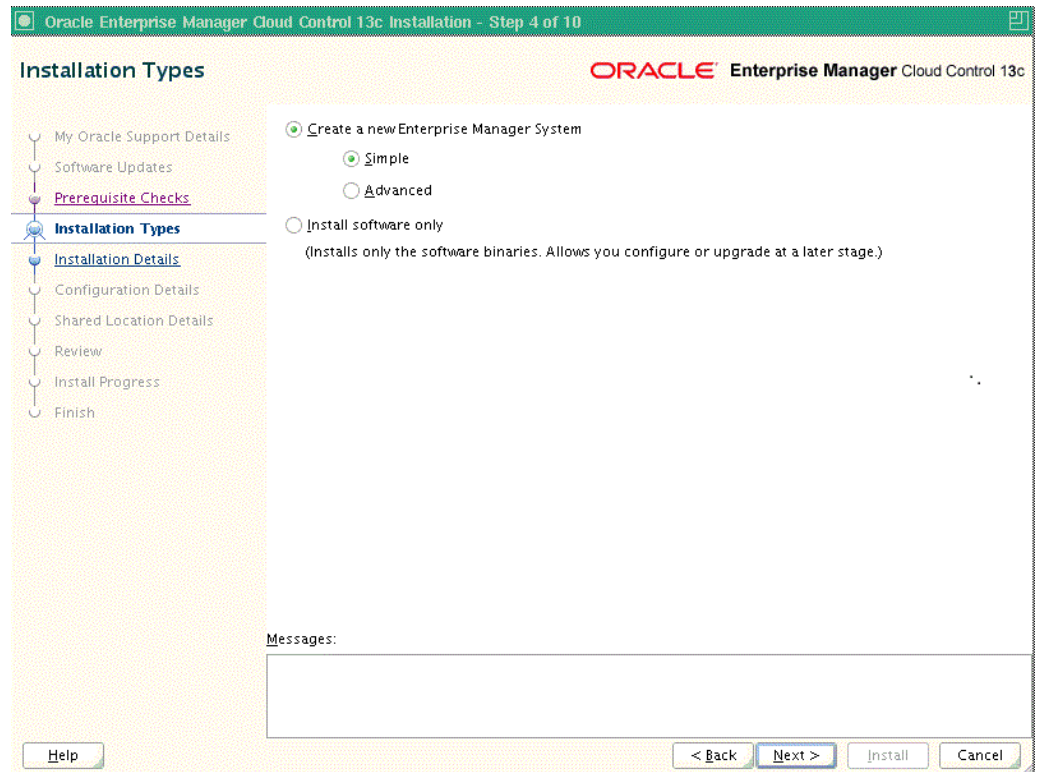 Oracle Enterprise Manager Cloud Control 13c Installation - Step 4 of 10
Installation Types
ORACLE Enterprise Manager Cloud Control 13c
My Oracle Support Details
Software Updates
Prerequisite Checks
Installation Types
Installation Details
Configuration Details
Shared Location Details
Review
Install Progress
Finish
Create a new Enterprise Manager System
Simple
Advanced
Install software only
(Installs only the software binaries. Allows you configure or upgrade at a later stage.)
Messages:
Help
< Back
Next >
Install
Cancel